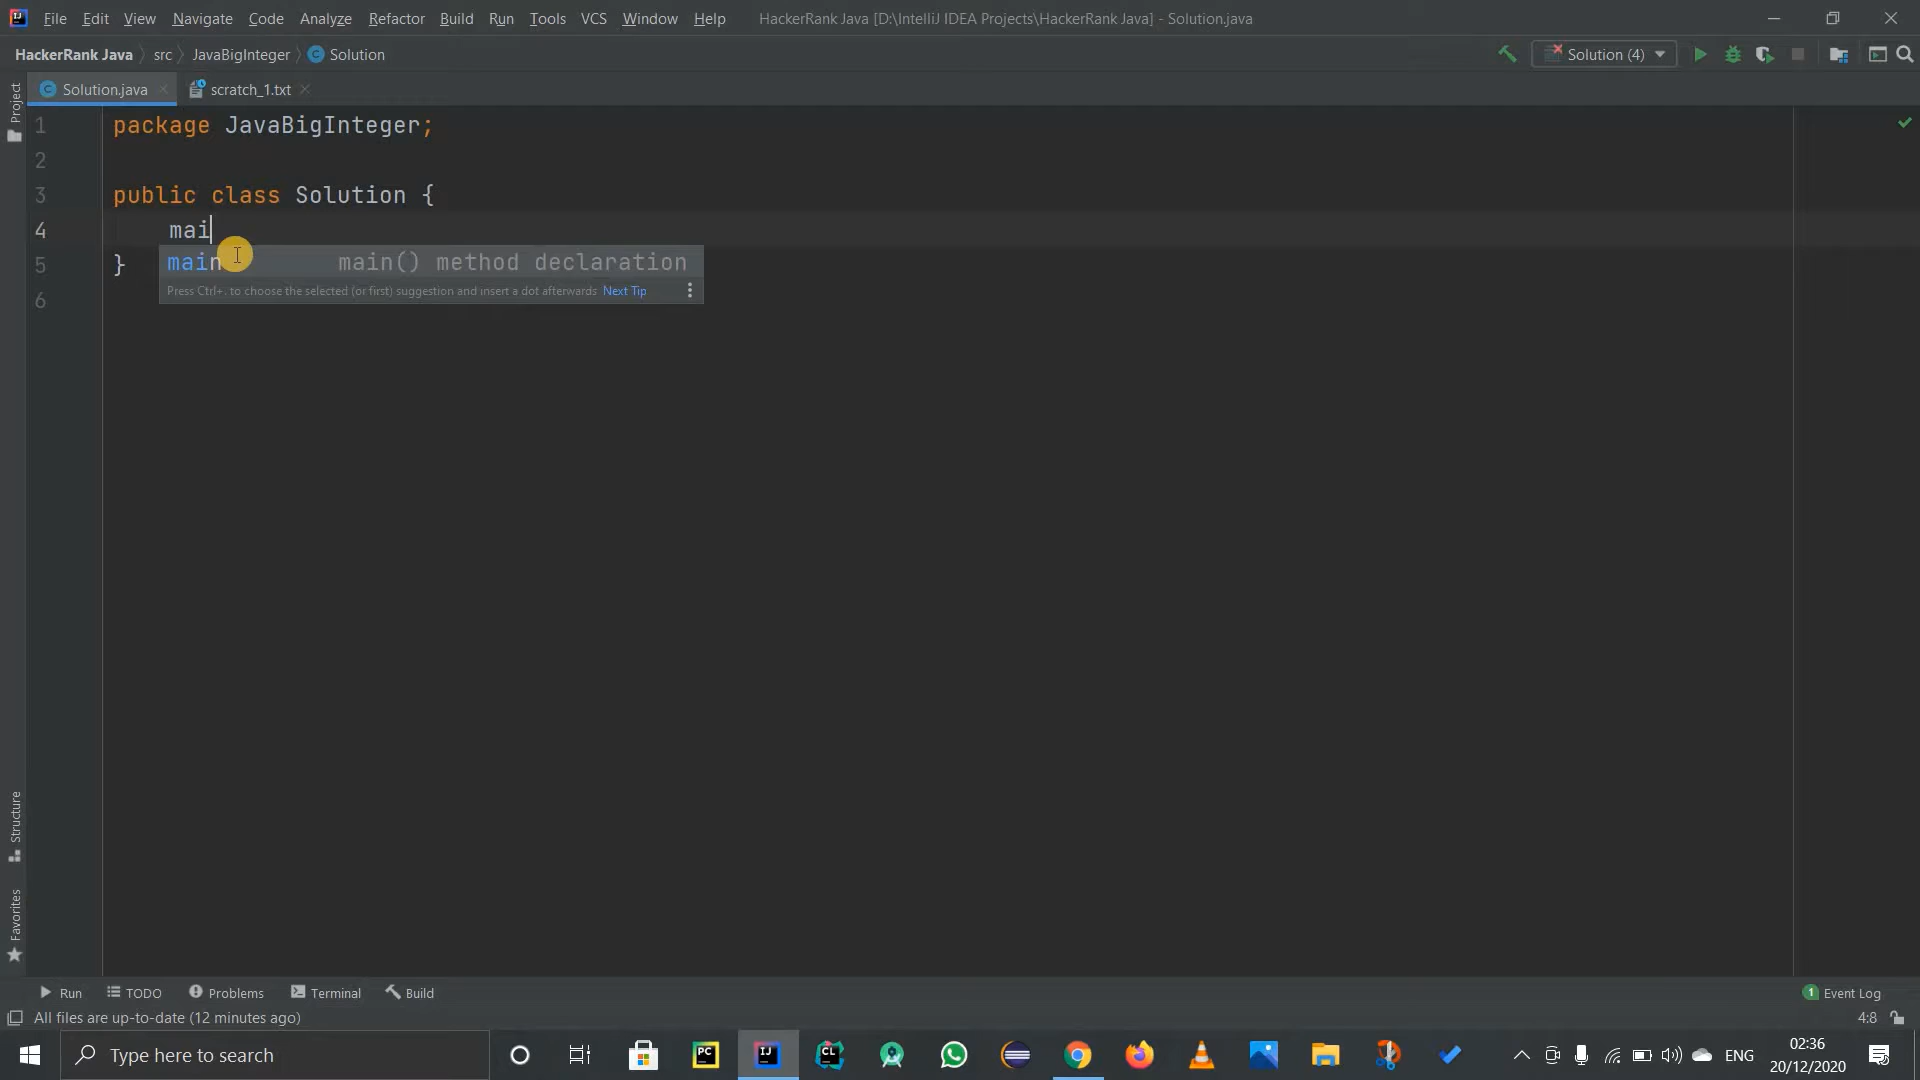 File Edit View Navigate Code Analyze Refactor Build Run Tools VCS Window Help HackerRank Java [D:\IntelliJ IDEA Projects\HackerRank Java] - Solution.java
HackerRank Java src JavaBigInteger Solution Solution (4)
Solution.java scratch_1.txt
Project
1 package JavaBigInteger;
2
3 public class Solution {
4 mai
main main() method declaration
5 }
Press Ctrl+. to choose the selected (or first) suggestion and insert a dot afterwards Next Tip
6
Structure
Favorites
Run TODO Problems Terminal Build 1 Event Log
All files are up-to-date (12 minutes ago) 4:8
Type here to search
PC IJ CL
ENG
02:36
20/12/2020